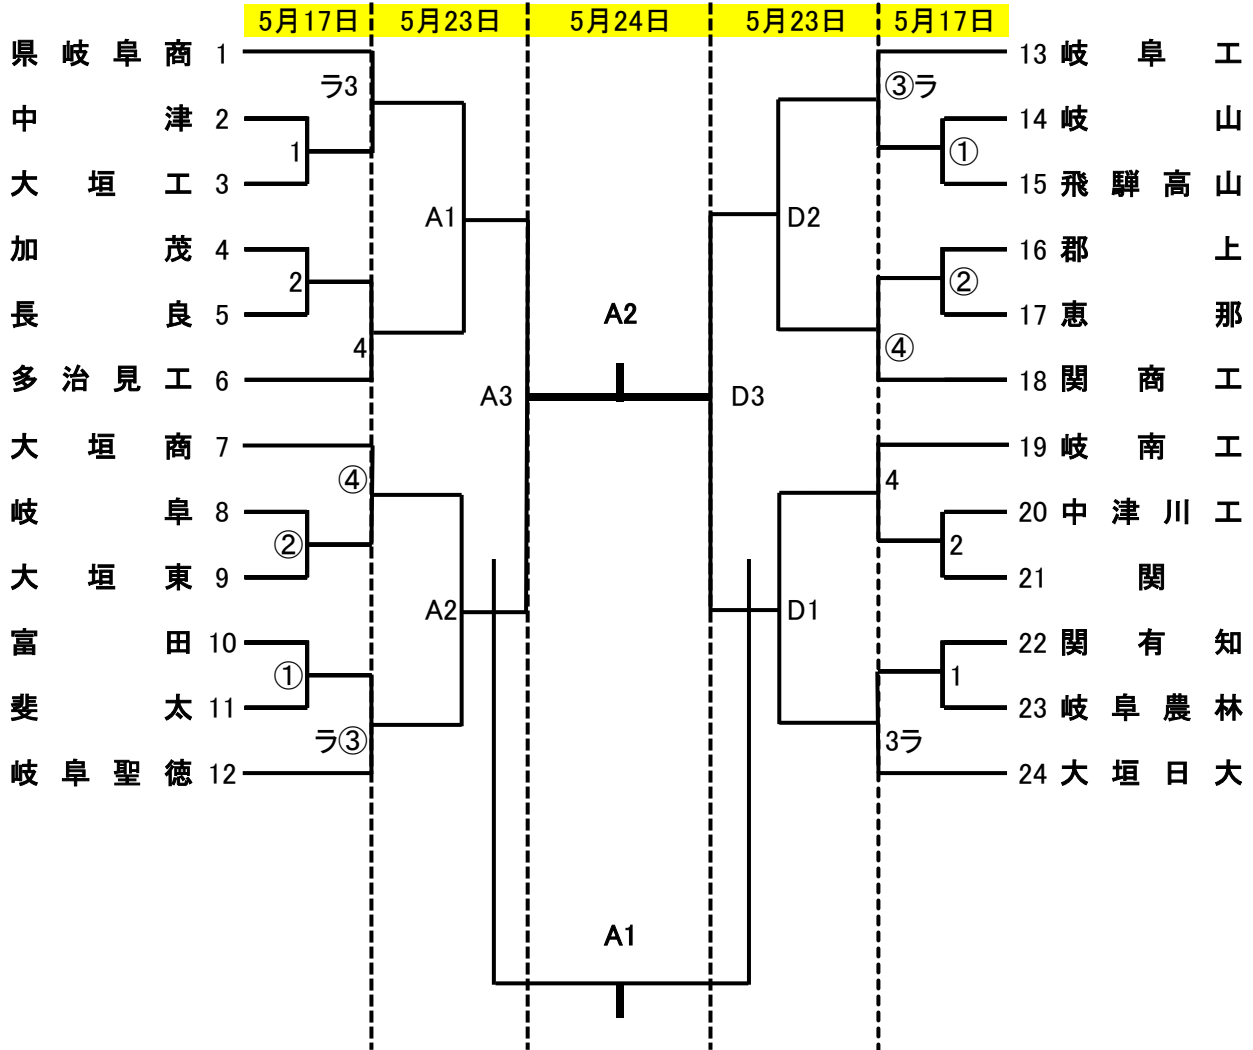 5月17日 5月23日 5月24日 5月23日 5月17日
県岐阜商 1 13 岐阜工
ラ3 ③ラ
中津 2 14 岐山
1 ①
大垣工 3 15 飛騨高山
A1 D2
加茂 4 16 郡上
2 ②
長良 5 A2 17 恵那
4 ④
多治見工 6 18 関商工
A3 D3
大垣商 7 19 岐南工
④ 4
岐阜 8 20 中津川工
② 2
大垣東 9 21 関
A2 D1
富田 10 22 関有知
① 1
斐太 11 23 岐阜農林
ラ③ 3ラ
岐阜聖徳 12 24 大垣日大
A1